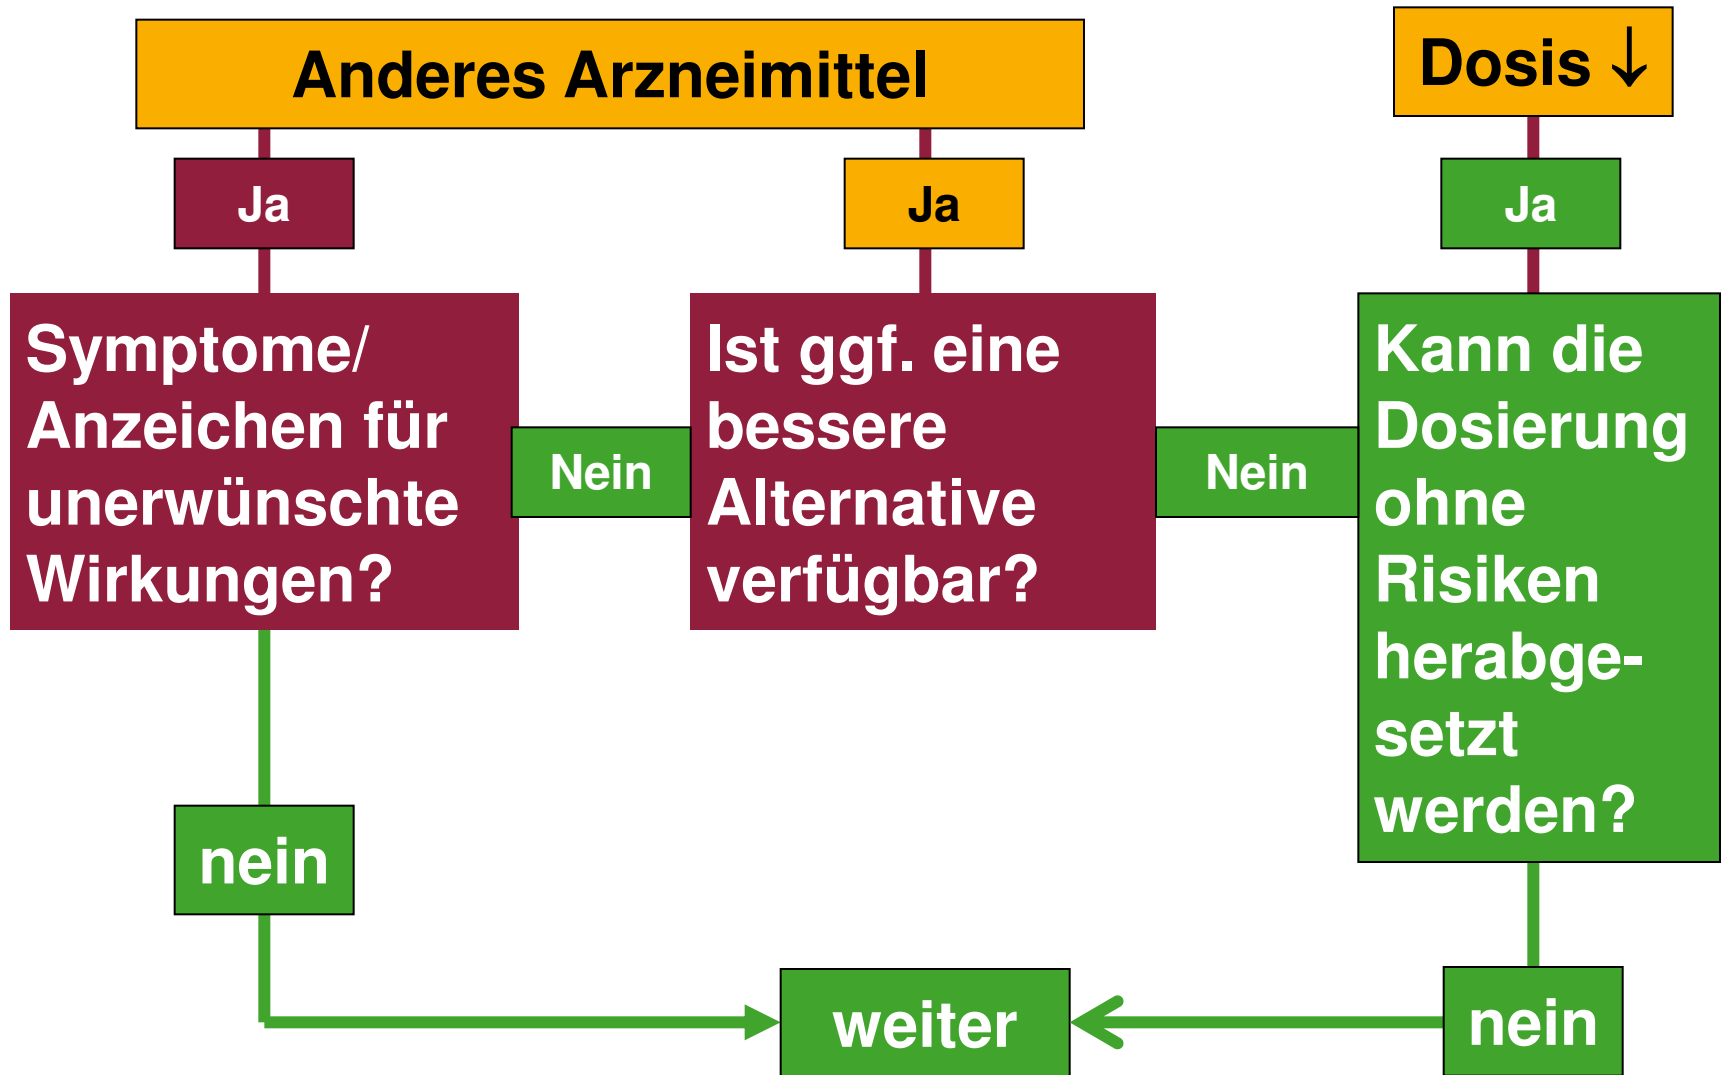 Anderes Arzneimittel
Dosis ↓
Ja
Ja
Ja
Symptome/
Anzeichen für
unerwünschte
Wirkungen?
Nein
Ist ggf. eine
bessere
Alternative
verfügbar?
Nein
Kann die
Dosierung
ohne
Risiken
herabge-
setzt
werden?
nein
weiter
nein